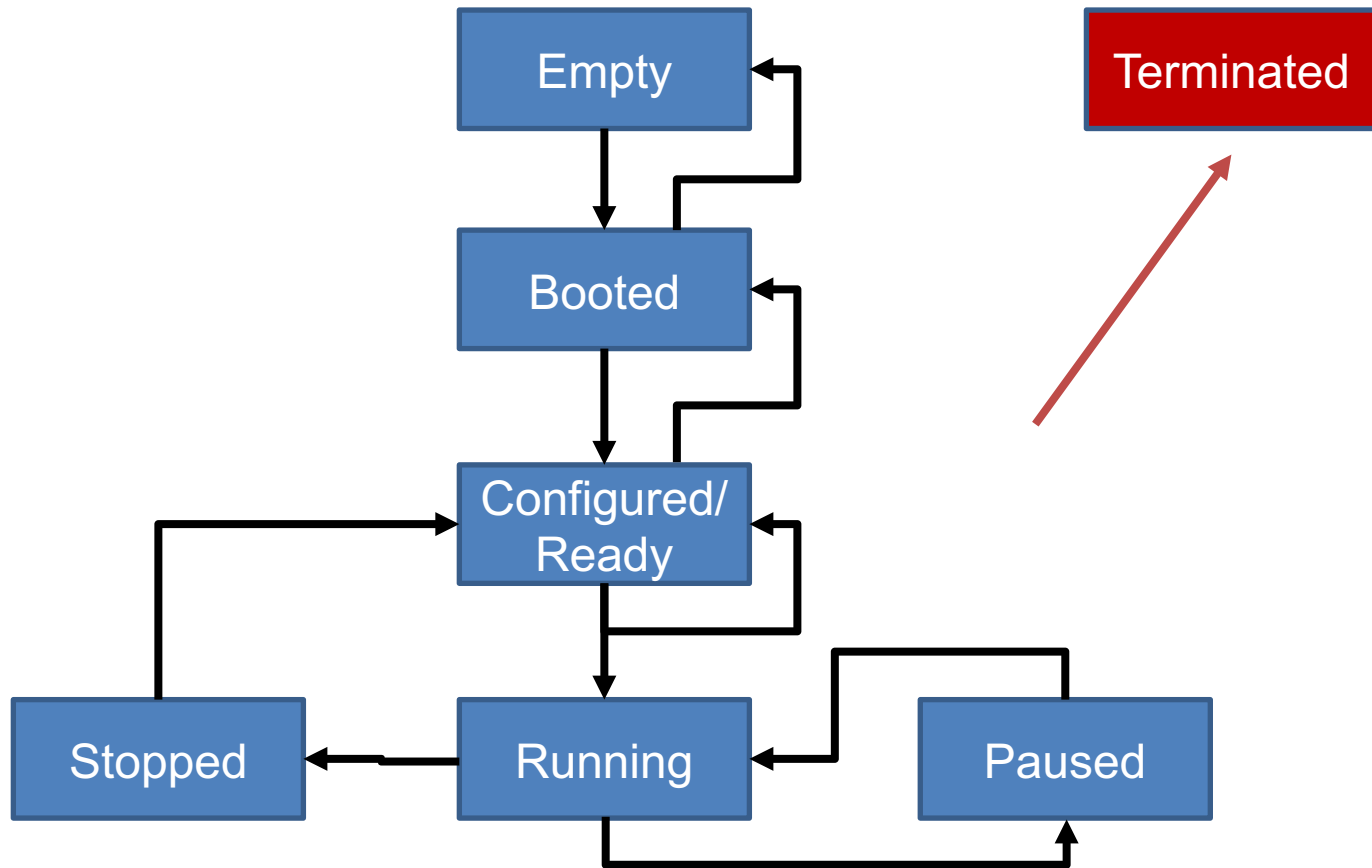 Empty
Terminated
Booted
Configured/
Ready
Stopped
Running
Paused